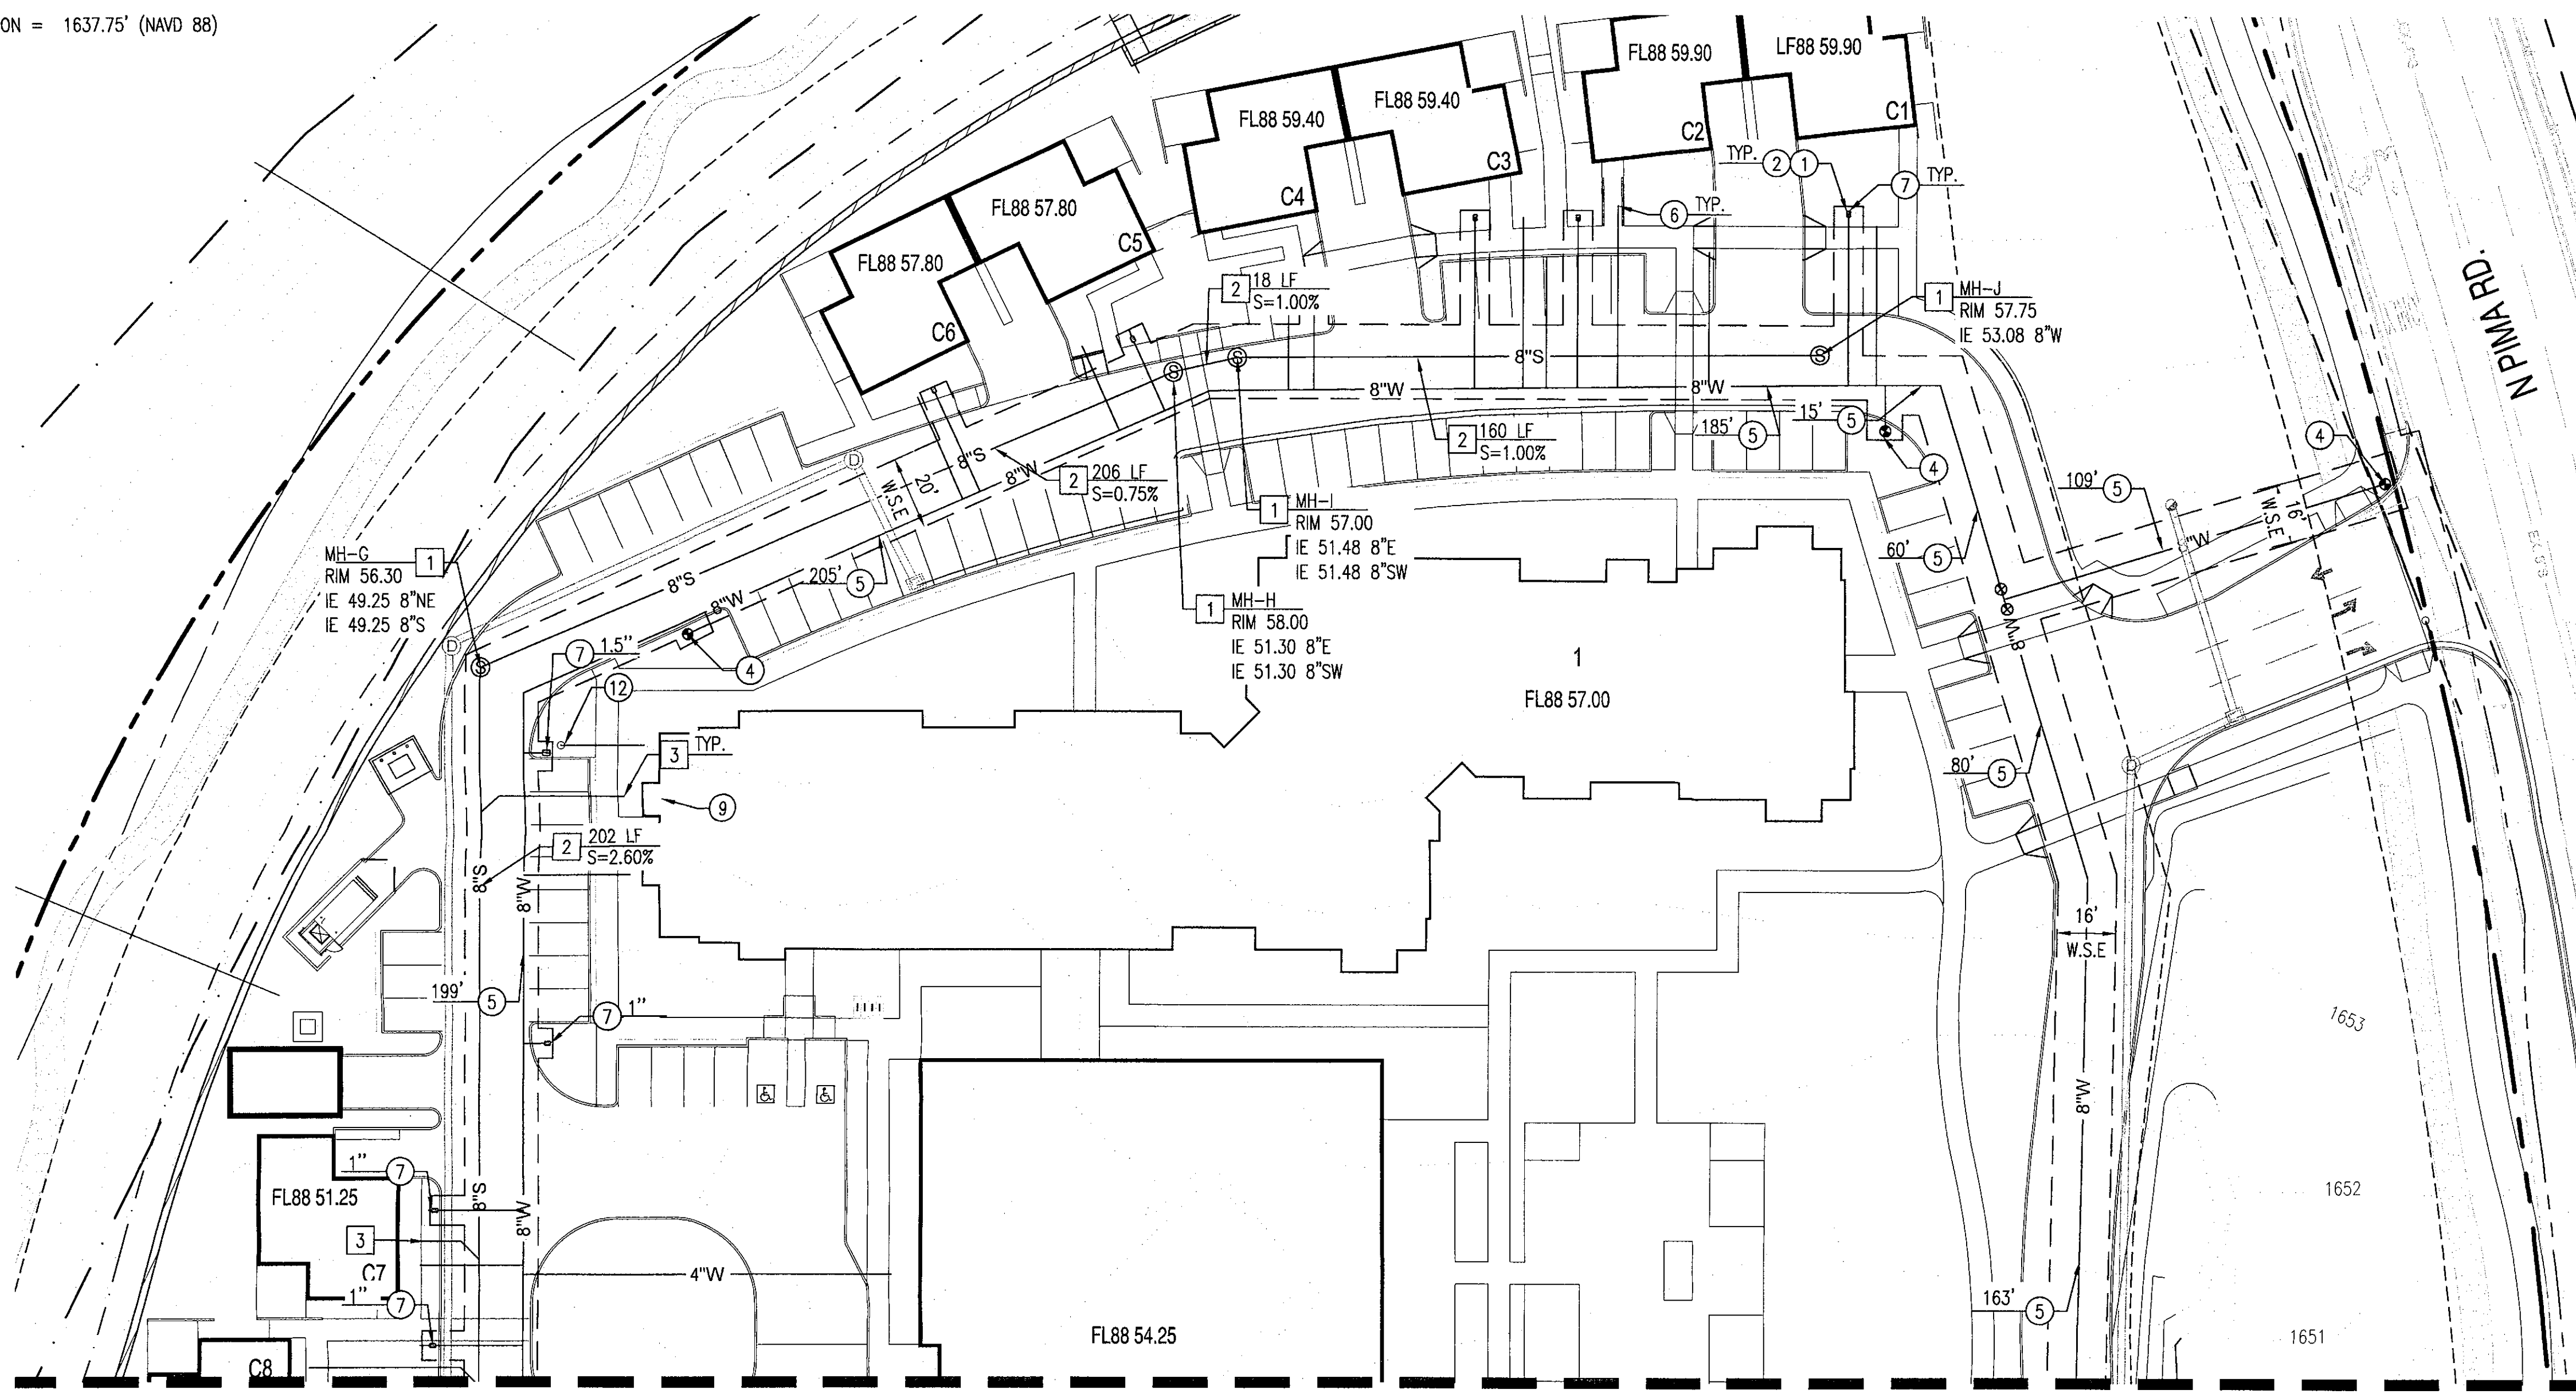 ON = 1637.75' (NAVD 88)
FL88 59.90
LF88 59.90
C2
C1
FL88 59.40
FL88 59.40
C4
C3
FL88 57.80
FL88 57.80
C6
C5
TYP. 2 1
7 TYP.
6 TYP.
N PIMA RD.
2 18 LF
S=1.00%
1 MH-J
RIM 57.75
IE 53.08 8"W
8"S
8"W
8"W
2 160 LF
S=1.00%
185' 5
15' 5
4
4
109' 5
16'
W.S.E
"W
60' 5
8"W
80' 5
8"S
8"W
20'
W.S.E
2 206 LF
S=0.75%
1 MH-I
RIM 57.00
IE 51.48 8"E
IE 51.48 8"SW
1 MH-H
RIM 58.00
IE 51.30 8"E
IE 51.30 8"SW
MH-G 1
RIM 56.30
IE 49.25 8"NE
IE 49.25 8"S
8"S
8"W
205' 5
4
7 1.5"
12
3 TYP.
9
1
FL88 57.00
2 202 LF
S=2.60%
8"S
8"W
16'
W.S.E
199' 5
7 1"
8"W
1653
1652
1651
1" 7
FL88 51.25
3
C7
1" 7
8"S
8"W
4"W
163' 5
FL88 54.25
C8
D
D
D
S
S
S
S